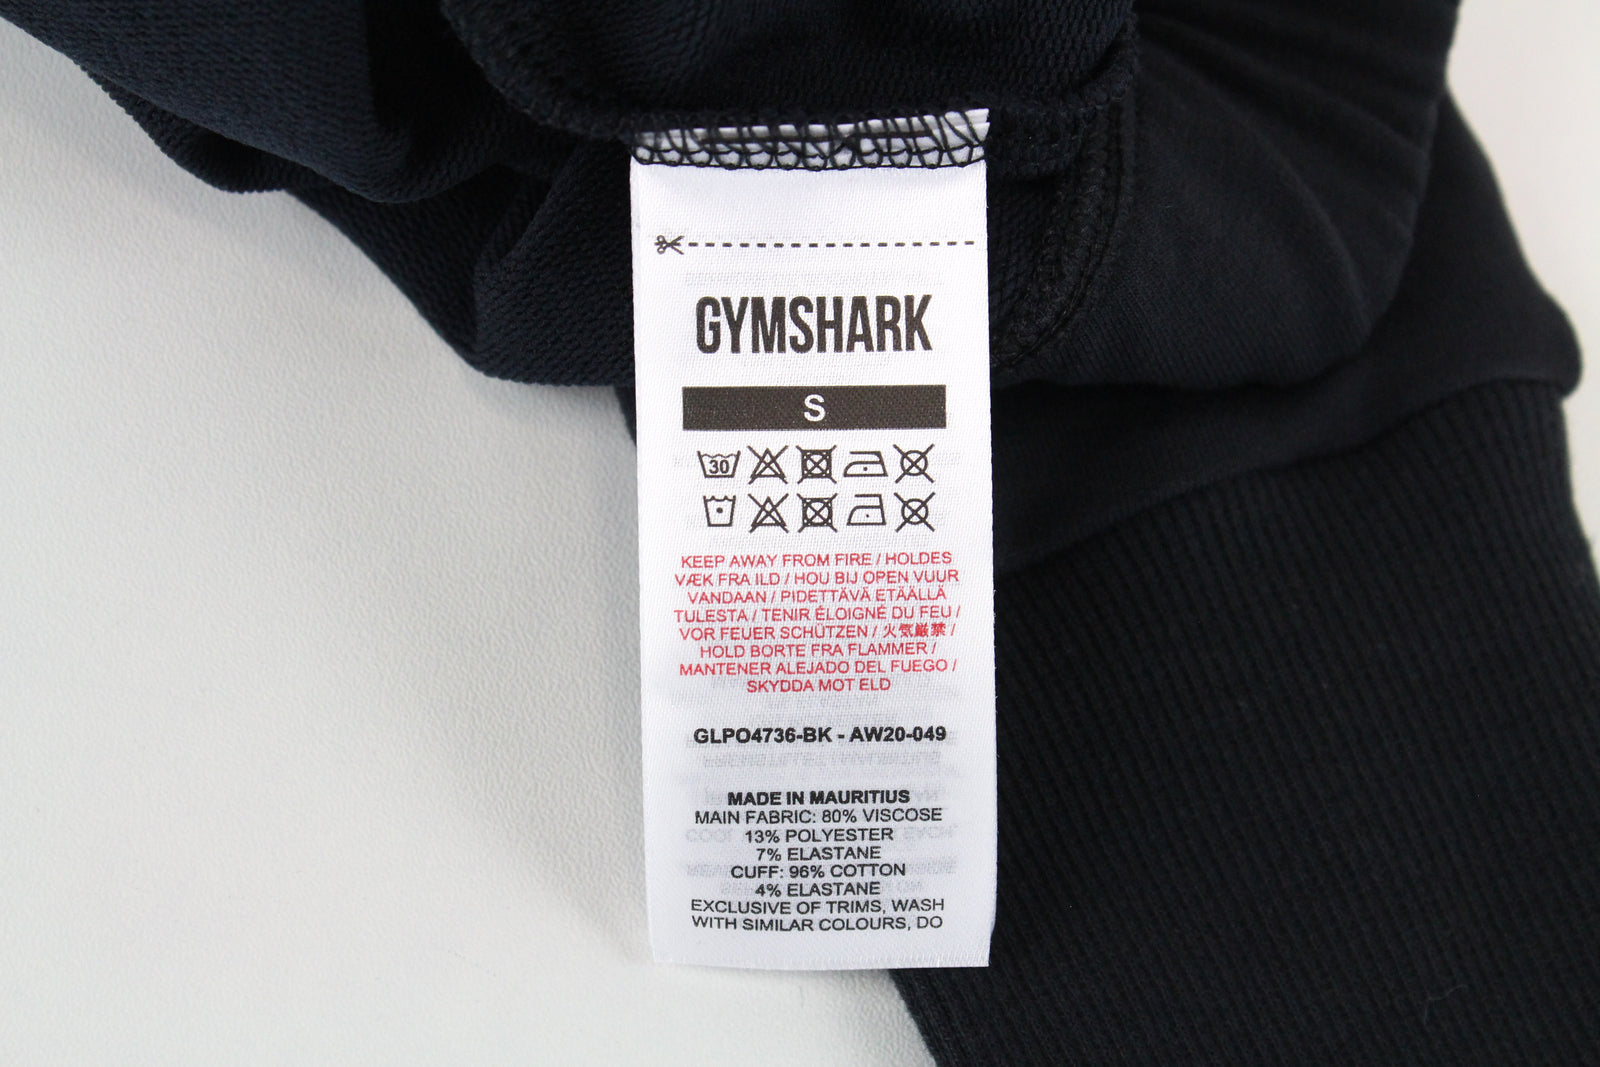 GYMSHARK
S
30
KEEP AWAY FROM FIRE / HOLDES
VÆK FRA ILD / HOU BIJ OPEN VUUR
VANDAAN / PIDETTÄVÄ ETÄÄLLÄ
TULESTA / TENIR ÉLOIGNÉ DU FEU /
VOR FEUER SCHÜTZEN / 火気厳禁 /
HOLD BORTE FRA FLAMMER /
MANTENER ALEJADO DEL FUEGO /
SKYDDA MOT ELD
GLPO4736-BK - AW20-049
MADE IN MAURITIUS
MAIN FABRIC: 80% VISCOSE
13% POLYESTER
7% ELASTANE
CUFF: 96% COTTON
4% ELASTANE
EXCLUSIVE OF TRIMS, WASH
WITH SIMILAR COLOURS, DO